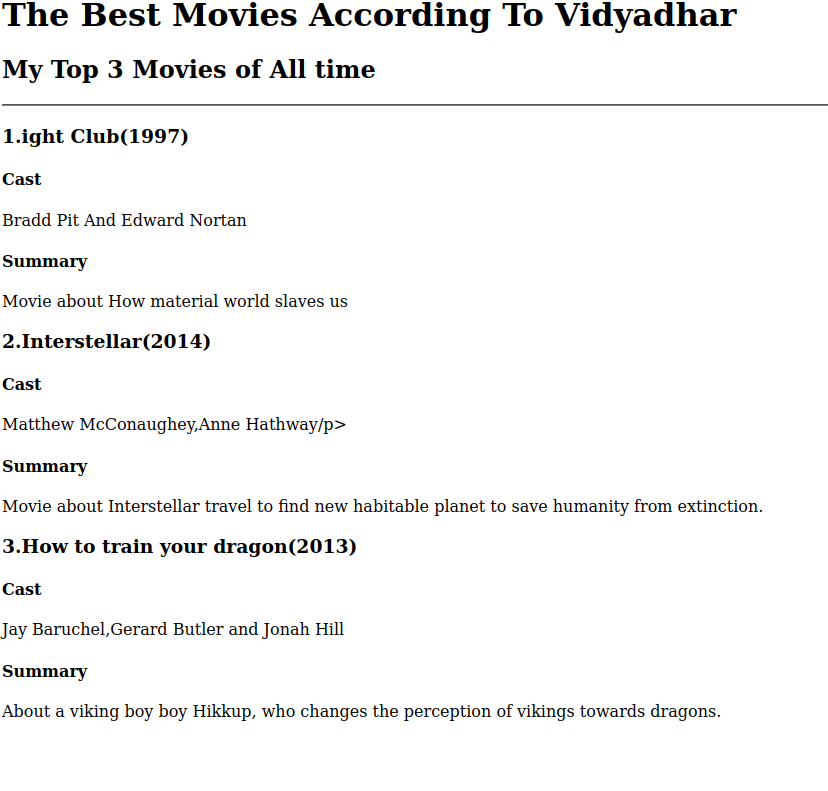 The Best Movies According To Vidyadhar
My Top 3 Movies of All time
1.ight Club(1997)
Cast
Bradd Pit And Edward Nortan
Summary
Movie about How material world slaves us
2.Interstellar(2014)
Cast
Matthew McConaughey,Anne Hathway/p>
Summary
Movie about Interstellar travel to find new habitable planet to save humanity from extinction.
3.How to train your dragon(2013)
Cast
Jay Baruchel,Gerard Butler and Jonah Hill
Summary
About a viking boy boy Hikkup, who changes the perception of vikings towards dragons.